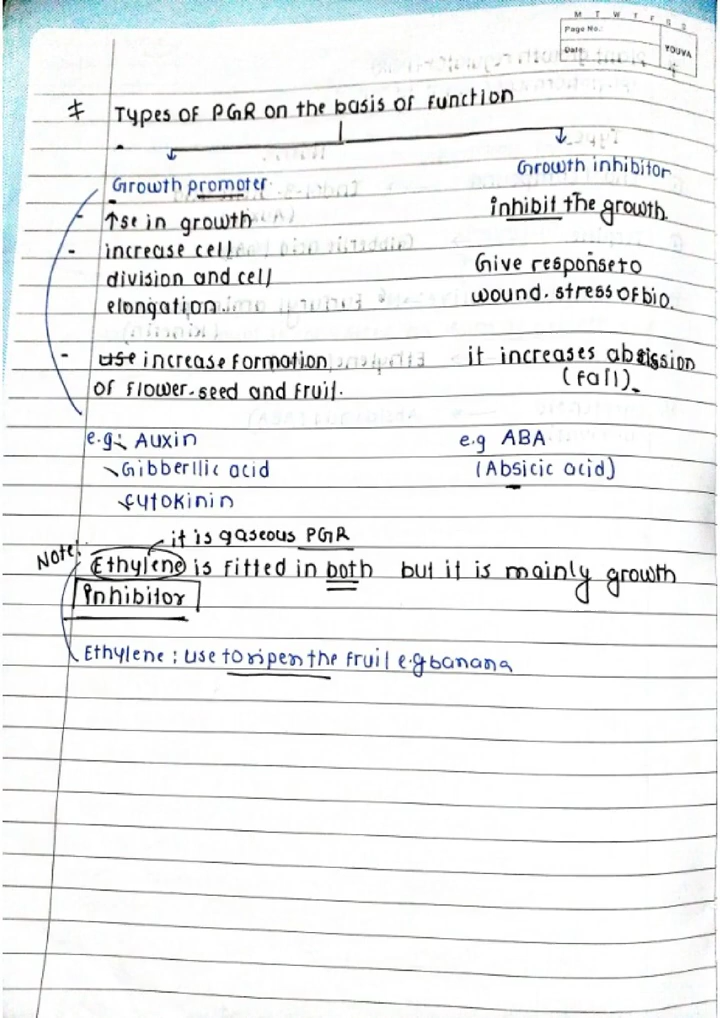 M T W T F S S
Page No.:
Date:
YOUVA
# Types of PGR on the basis of function
Growth promoter
Growth inhibitor
- ↑se in growth
inhibit the growth.
- increase cell
division and cell
elongation.
Give response to
wound. stress of bio.
- use increase formation
of flower. seed and fruit.
it increases abscission
(fall).
e.g: Auxin
Gibberllic acid
Cytokinin
e.g ABA
(Absicic acid)
it is gaseous PGR
Note: Ethylene is fitted in both but it is mainly growth
inhibitor
Ethylene : use to ripen the fruit e.g banana